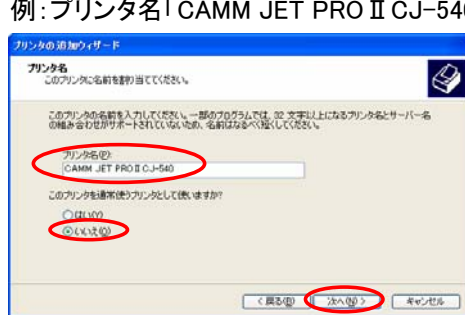 例:プリンタ名「CAMM JET PROⅡCJ-540
プリンタの追加ウィザード
プリンタ名
このプリンタに名前を割り当ててください。
このプリンタの名前を入力してください。一部のプログラムでは、32 文字以上になるプリンタ名とサーバー名
の組み合わせがサポートされていないため、名前はなるべく短くしてください。
プリンタ名(P):
CAMM JET PROⅡCJ-540
このプリンタを通常使うプリンタとして使いますか?
はい(Y)
いいえ(O)
< 戻る(B)
次へ(N) >
キャンセル